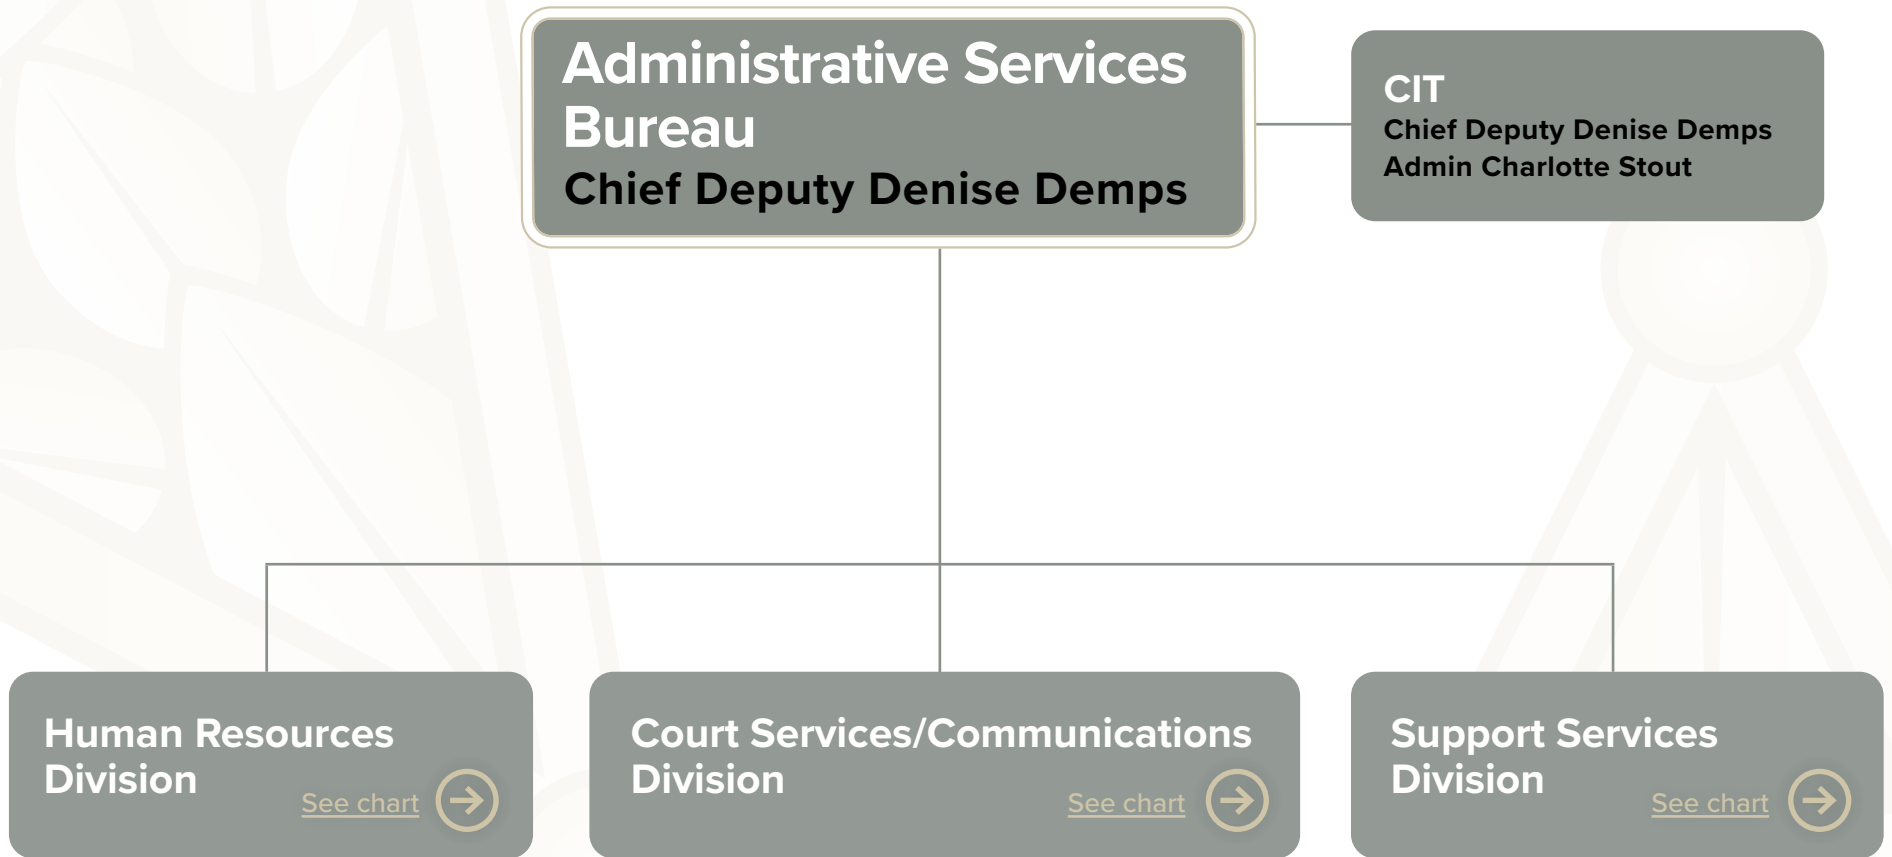 Administrative Services
Bureau
Chief Deputy Denise Demps
CIT
Chief Deputy Denise Demps
Admin Charlotte Stout
Human Resources
Division
See chart
Court Services/Communications
Division
See chart
Support Services
Division
See chart